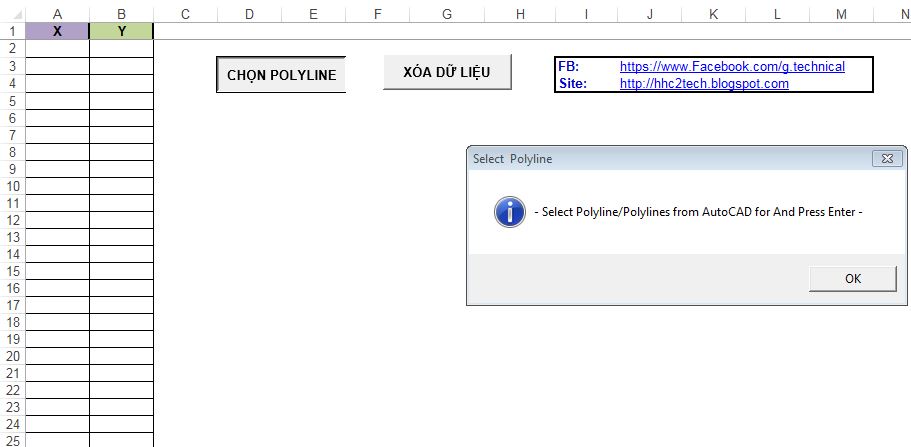 A B C D E F G H I J K L M N
1 X Y
2
3 CHỌN POLYLINE XÓA DỮ LIỆU FB: https://www.Facebook.com/g.technical
4 Site: http://hhc2tech.blogspot.com
5
6
7
8 Select Polyline
9
10
11 - Select Polyline/Polylines from AutoCAD for And Press Enter -
12
13
14
15 OK
16
17
18
19
20
21
22
23
24
25